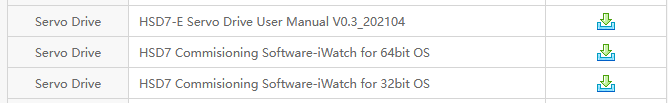 Servo Drive HSD7-E Servo Drive User Manual V0.3_202104
Servo Drive HSD7 Commisioning Software-iWatch for 64bit OS
Servo Drive HSD7 Commisioning Software-iWatch for 32bit OS